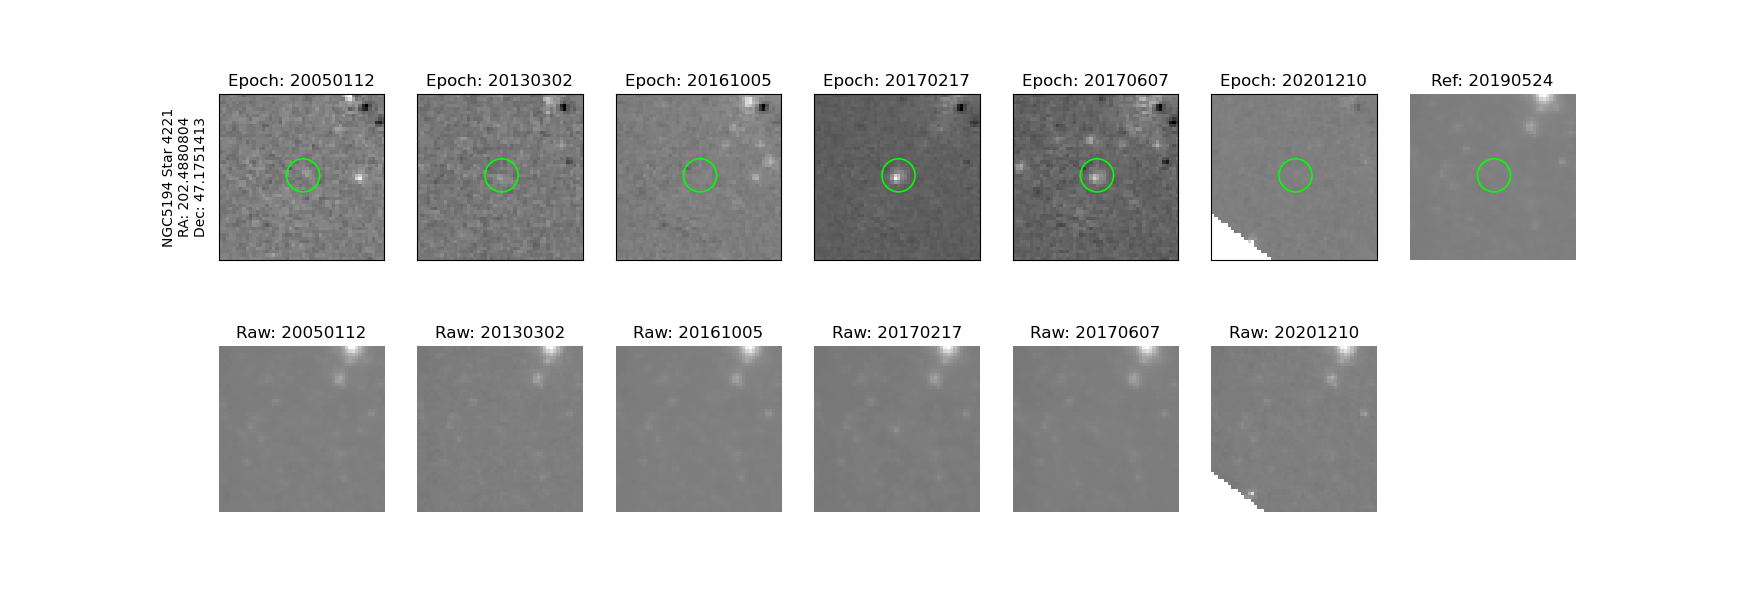 Epoch: 20050112
Epoch: 20130302
Epoch: 20161005
Epoch: 20170217
Epoch: 20170607
Epoch: 20201210
Ref: 20190524
NGC5194 Star 4221
RA: 202.4880804
Dec: 47.1751413
Raw: 20050112
Raw: 20130302
Raw: 20161005
Raw: 20170217
Raw: 20170607
Raw: 20201210